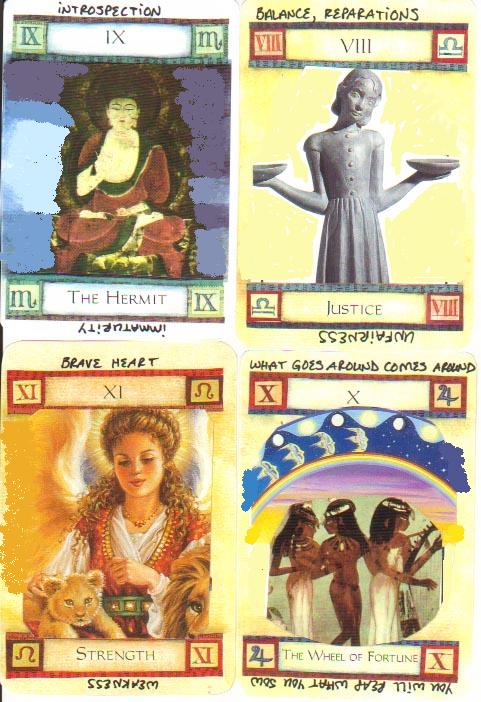 INTROSPECTION
IX IX ♏
♏ THE HERMIT IX
IMMATURITY
BALANCE, REPARATIONS
VIII VIII ♎
♎ JUSTICE VIII
UNFAIRNESS
BRAVE HEART
XI XI ♌
♌ STRENGTH XI
WEAKNESS
WHAT GOES AROUND COMES AROUND
X X ♃
♃ THE WHEEL OF FORTUNE X
YOU WILL REAP WHAT YOU SOW